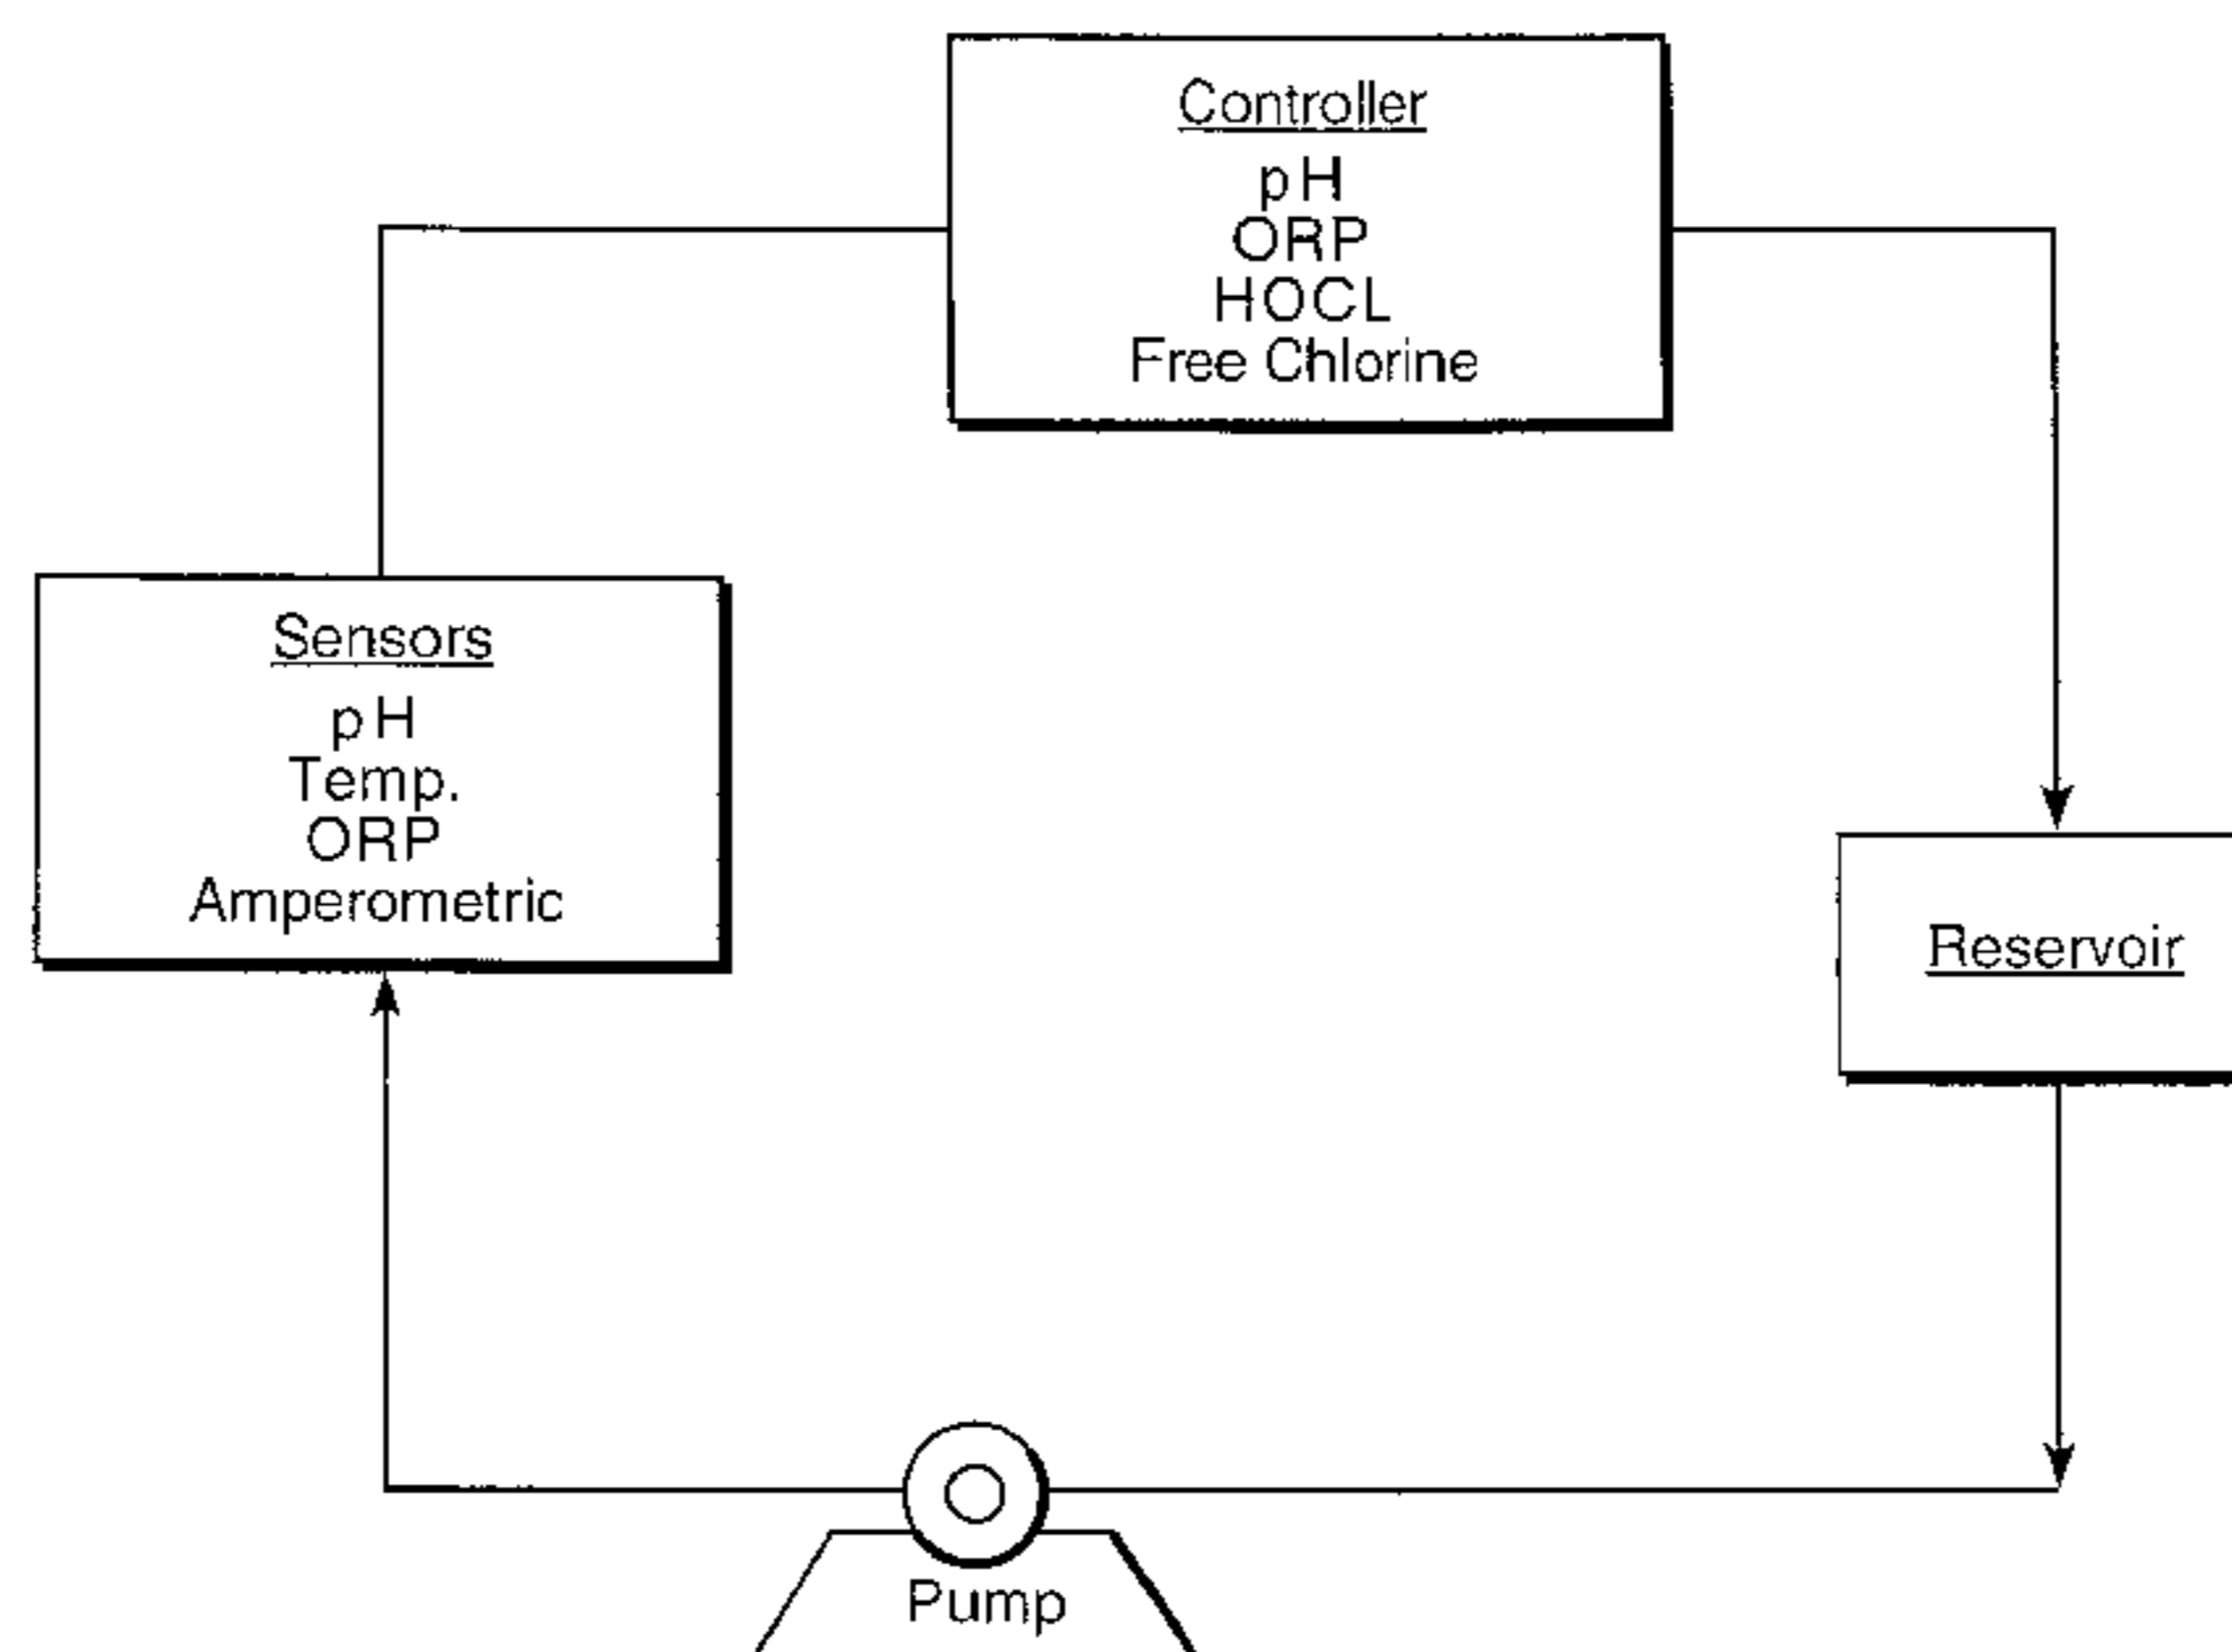 Controller
pH
ORP
HOCL
Free Chlorine
Sensors
pH
Temp.
ORP
Amperometric
Reservoir
Pump